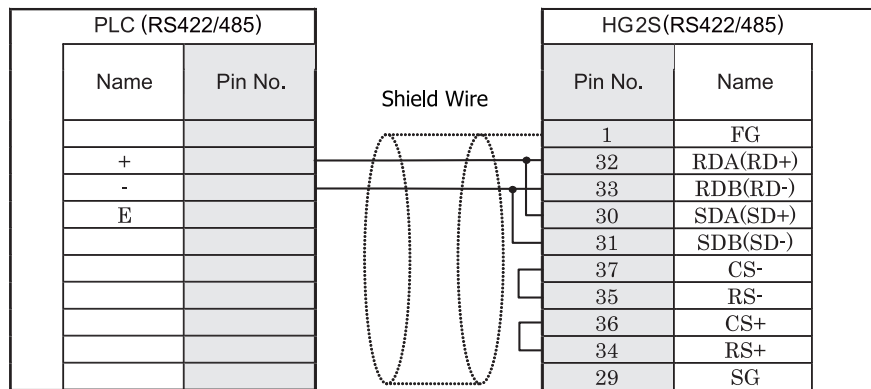 PLC (RS422/485) HG2S(RS422/485)
Name Pin No. Shield Wire Pin No. Name
1 FG
+ 32 RDA(RD+)
- 33 RDB(RD-)
E 30 SDA(SD+)
31 SDB(SD-)
37 CS-
35 RS-
36 CS+
34 RS+
29 SG